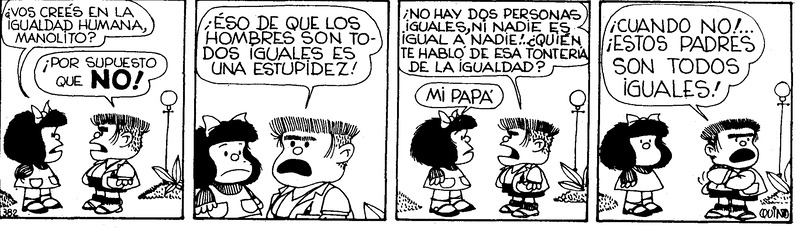 ¿VOS CREÉS EN LA
IGUALDAD HUMANA,
MANOLITO?
¡POR SUPUESTO
QUE NO!
¡ÉSO DE QUE LOS
HOMBRES SON TO-
DOS IGUALES ES
UNA ESTUPIDEZ!
¡NO HAY DOS PERSONAS
IGUALES, NI NADIE ES
IGUAL A NADIE! ¿QUIÉN
TE HABLÓ DE ESA TONTERÍA
DE LA IGUALDAD?
MI PAPÁ
¡CUANDO NO!...
¡ESTOS PADRES
SON TODOS
IGUALES!
382
QUINO